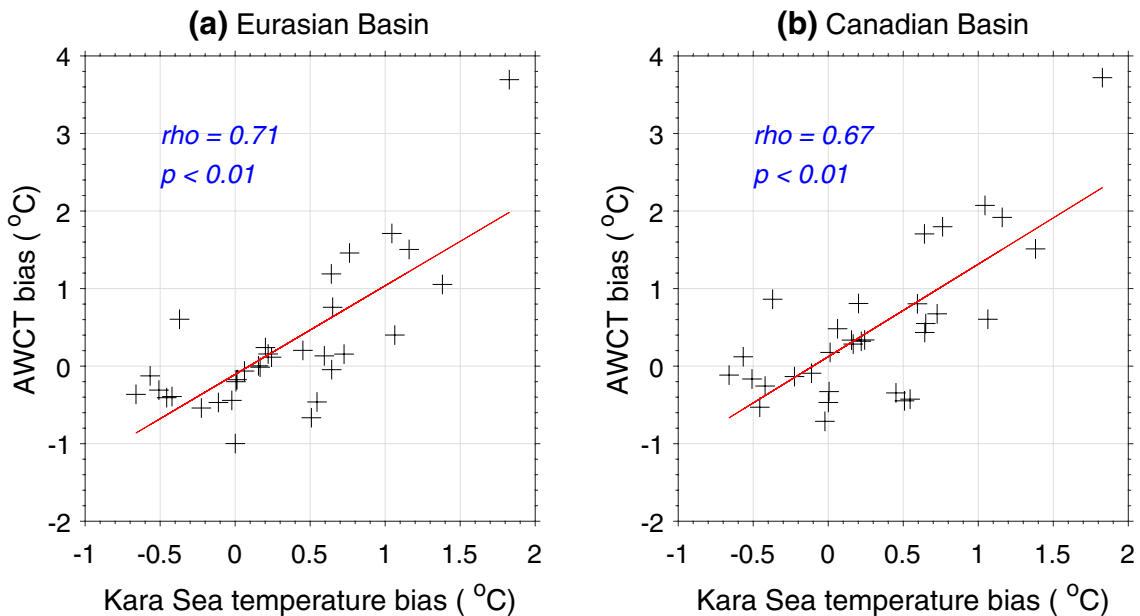 (a) Eurasian Basin
4
3
2
1
0
-1
-2
AWCT bias ( °C)
rho = 0.71
p < 0.01
-1 -0.5 0 0.5 1 1.5 2
Kara Sea temperature bias ( °C)
(b) Canadian Basin
4
3
2
1
0
-1
-2
AWCT bias ( °C)
rho = 0.67
p < 0.01
-1 -0.5 0 0.5 1 1.5 2
Kara Sea temperature bias ( °C)